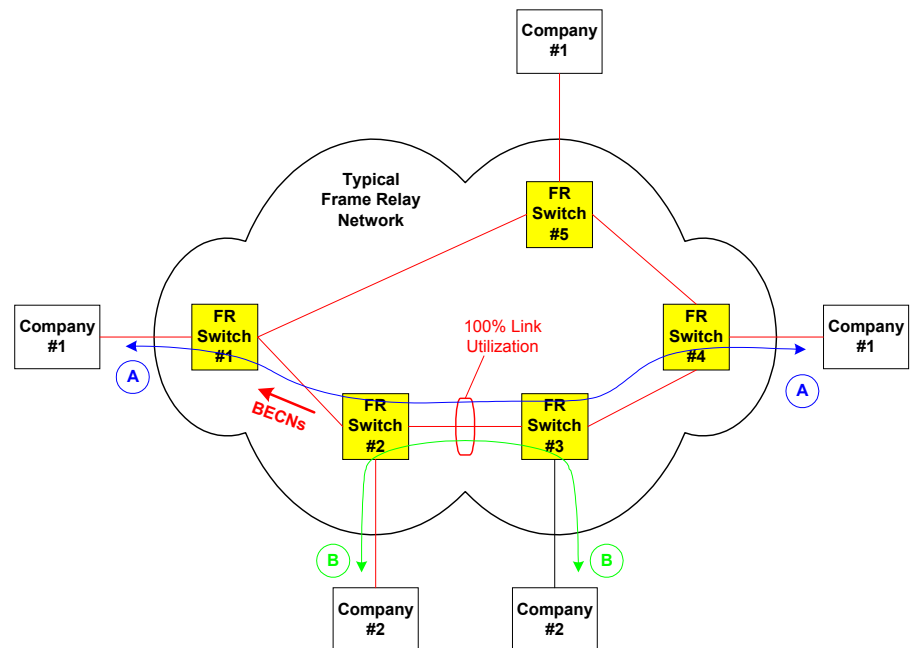 Company
#1
Typical
Frame Relay
Network
FR
Switch
#5
Company
#1
FR
Switch
#1
100% Link
Utilization
FR
Switch
#4
Company
#1
A
A
BECNs
FR
Switch
#2
FR
Switch
#3
B
B
Company
#2
Company
#2